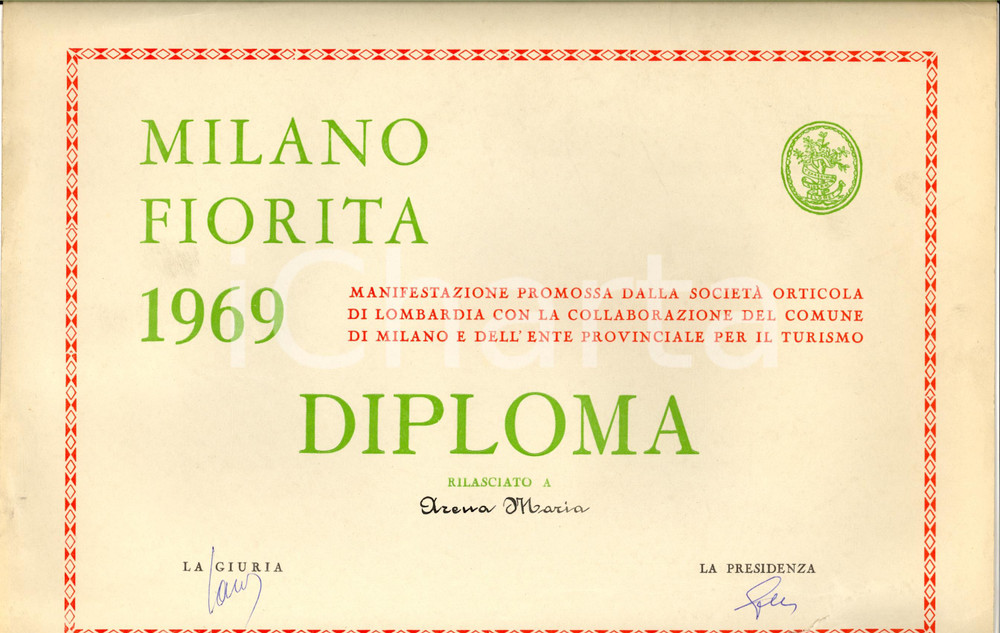 MILANO
FIORITA
1969
MANIFESTAZIONE PROMOSSA DALLA SOCIETÀ ORTICOLA
DI LOMBARDIA CON LA COLLABORAZIONE DEL COMUNE
DI MILANO E DELL'ENTE PROVINCIALE PER IL TURISMO
iCharta
DIPLOMA
RILASCIATO A
Arena Maria
LA GIURIA
LA PRESIDENZA